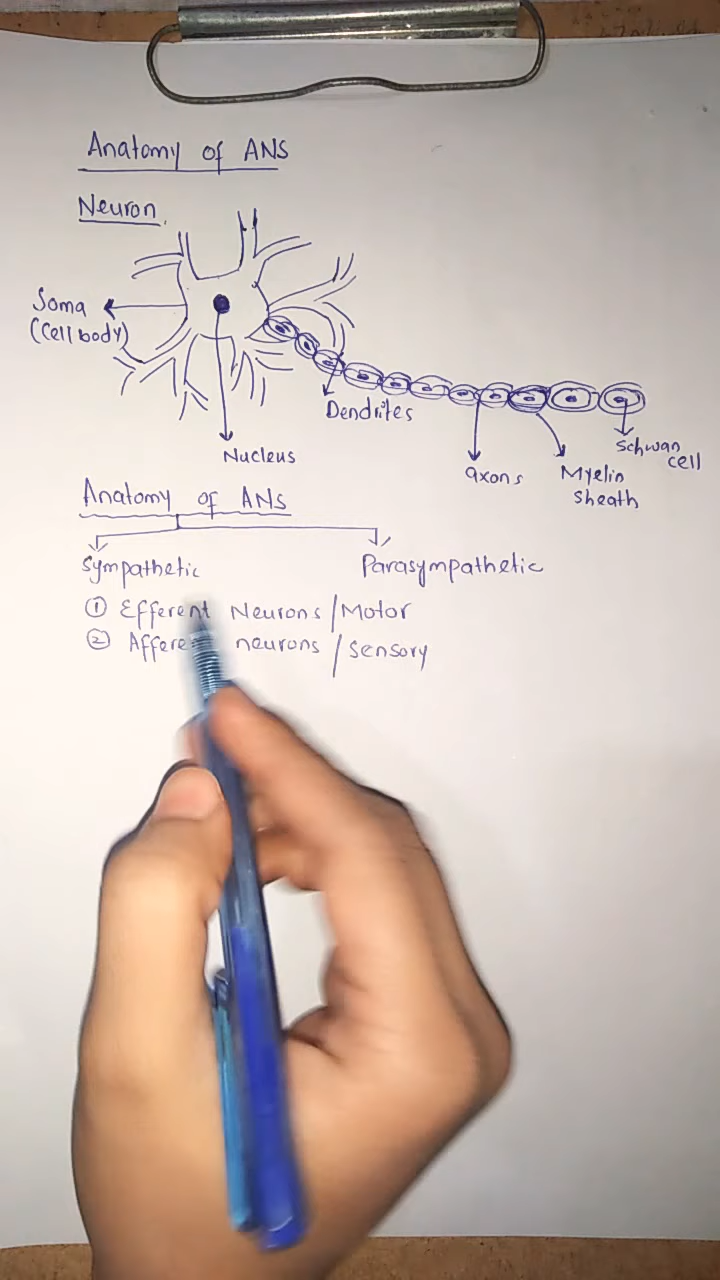 Anatomy of ANS
Neuron
Soma
(Cell body)
Dendrites
Nucleus
axons
Myelin
sheath
Schwan
cell
Anatomy of ANS
Sympathetic
Parasympathetic
① Efferent Neurons / Motor
② neurons / Sensory